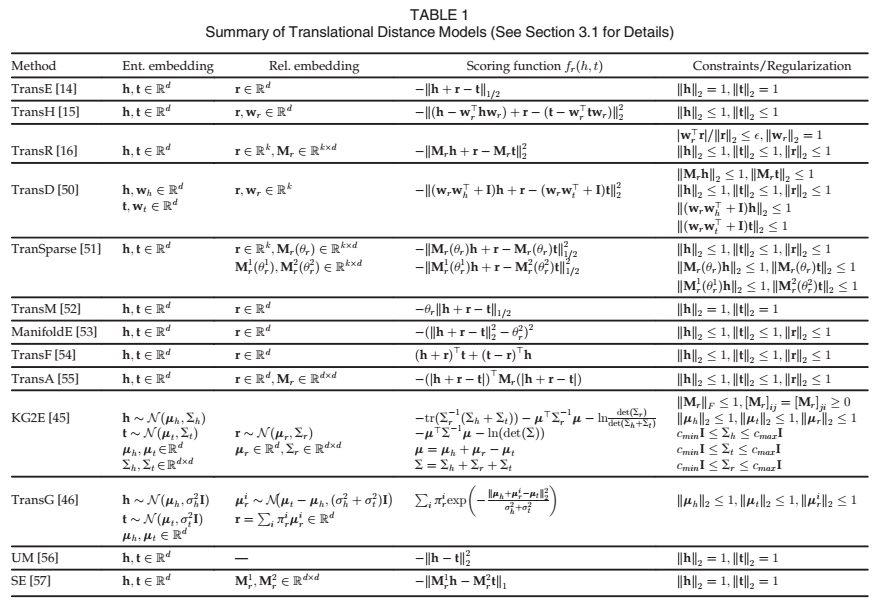 TABLE 1
Summary of Translational Distance Models (See Section 3.1 for Details)
Method Ent. embedding Rel. embedding Scoring function f_r(h, t) Constraints/Regularization
TransE [14] h, t ∈ ℝ^d r ∈ ℝ^d −‖h + r − t‖_{1/2} ‖h‖_2 = 1, ‖t‖_2 = 1
TransH [15] h, t ∈ ℝ^d r, w_r ∈ ℝ^d −‖(h − w_r^⊤hw_r) + r − (t − w_r^⊤tw_r)‖_2^2 ‖h‖_2 ≤ 1, ‖t‖_2 ≤ 1
|w_r^⊤r|/‖r‖_2 ≤ ϵ, ‖w_r‖_2 = 1
TransR [16] h, t ∈ ℝ^d r ∈ ℝ^k, M_r ∈ ℝ^{k×d} −‖M_rh + r − M_rt‖_2^2 ‖h‖_2 ≤ 1, ‖t‖_2 ≤ 1, ‖r‖_2 ≤ 1
‖M_rh‖_2 ≤ 1, ‖M_rt‖_2 ≤ 1
TransD [50] h, w_h ∈ ℝ^d r, w_r ∈ ℝ^k −‖(w_rw_h^⊤ + I)h + r − (w_rw_t^⊤ + I)t‖_2^2 ‖h‖_2 ≤ 1, ‖t‖_2 ≤ 1, ‖r‖_2 ≤ 1
t, w_t ∈ ℝ^d ‖(w_rw_h^⊤ + I)h‖_2 ≤ 1
‖(w_rw_t^⊤ + I)t‖_2 ≤ 1
TranSparse [51] h, t ∈ ℝ^d r ∈ ℝ^k, M_r(θ_r) ∈ ℝ^{k×d} −‖M_r(θ_r)h + r − M_r(θ_r)t‖_{1/2}^2 ‖h‖_2 ≤ 1, ‖t‖_2 ≤ 1, ‖r‖_2 ≤ 1
M_r^1(θ_r^1), M_r^2(θ_r^2) ∈ ℝ^{k×d} −‖M_r^1(θ_r^1)h + r − M_r^2(θ_r^2)t‖_{1/2}^2 ‖M_r(θ_r)h‖_2 ≤ 1, ‖M_r(θ_r)t‖_2 ≤ 1
‖M_r^1(θ_r^1)h‖_2 ≤ 1, ‖M_r^2(θ_r^2)t‖_2 ≤ 1
TransM [52] h, t ∈ ℝ^d r ∈ ℝ^d −θ_r‖h + r − t‖_{1/2} ‖h‖_2 = 1, ‖t‖_2 = 1
ManifoldE [53] h, t ∈ ℝ^d r ∈ ℝ^d −(‖h + r − t‖_2^2 − θ_r^2)^2 ‖h‖_2 ≤ 1, ‖t‖_2 ≤ 1, ‖r‖_2 ≤ 1
TransF [54] h, t ∈ ℝ^d r ∈ ℝ^d (h + r)^⊤t + (t − r)^⊤h ‖h‖_2 ≤ 1, ‖t‖_2 ≤ 1, ‖r‖_2 ≤ 1
TransA [55] h, t ∈ ℝ^d r ∈ ℝ^d, M_r ∈ ℝ^{d×d} −(|h + r − t|)^⊤M_r(|h + r − t|) ‖h‖_2 ≤ 1, ‖t‖_2 ≤ 1, ‖r‖_2 ≤ 1
‖M_r‖_F ≤ 1, [M_r]_{ij} = [M_r]_{ji} ≥ 0
KG2E [45] h ∼ 𝒩(μ_h, Σ_h) −tr(Σ_r^{−1}(Σ_h + Σ_t)) − μ^⊤Σ_r^{−1}μ − ln det(Σ_r)/det(Σ_h+Σ_t) ‖μ_h‖_2 ≤ 1, ‖μ_t‖_2 ≤ 1, ‖μ_r‖_2 ≤ 1
t ∼ 𝒩(μ_t, Σ_t) r ∼ 𝒩(μ_r, Σ_r) −μ^⊤Σ^{−1}μ − ln(det(Σ)) c_{min}I ≤ Σ_h ≤ c_{max}I
μ_h, μ_t ∈ ℝ^d μ_r ∈ ℝ^d, Σ_r ∈ ℝ^{d×d} μ = μ_h + μ_r − μ_t c_{min}I ≤ Σ_t ≤ c_{max}I
Σ_h, Σ_t ∈ ℝ^{d×d} Σ = Σ_h + Σ_r + Σ_t c_{min}I ≤ Σ_r ≤ c_{max}I
TransG [46] h ∼ 𝒩(μ_h, σ_h^2I) μ_r^i ∼ 𝒩(μ_t − μ_h, (σ_h^2 + σ_t^2)I) Σ_i π_r^i exp(−‖μ_h+μ_r^i−μ_t‖_2^2/(σ_h^2+σ_t^2)) ‖μ_h‖_2 ≤ 1, ‖μ_t‖_2 ≤ 1, ‖μ_r^i‖_2 ≤ 1
t ∼ 𝒩(μ_t, σ_t^2I) r = Σ_i π_r^i μ_r^i ∈ ℝ^d
μ_h, μ_t ∈ ℝ^d
UM [56] h, t ∈ ℝ^d — −‖h − t‖_2^2 ‖h‖_2 = 1, ‖t‖_2 = 1
SE [57] h, t ∈ ℝ^d M_r^1, M_r^2 ∈ ℝ^{d×d} −‖M_r^1h − M_r^2t‖_1 ‖h‖_2 = 1, ‖t‖_2 = 1